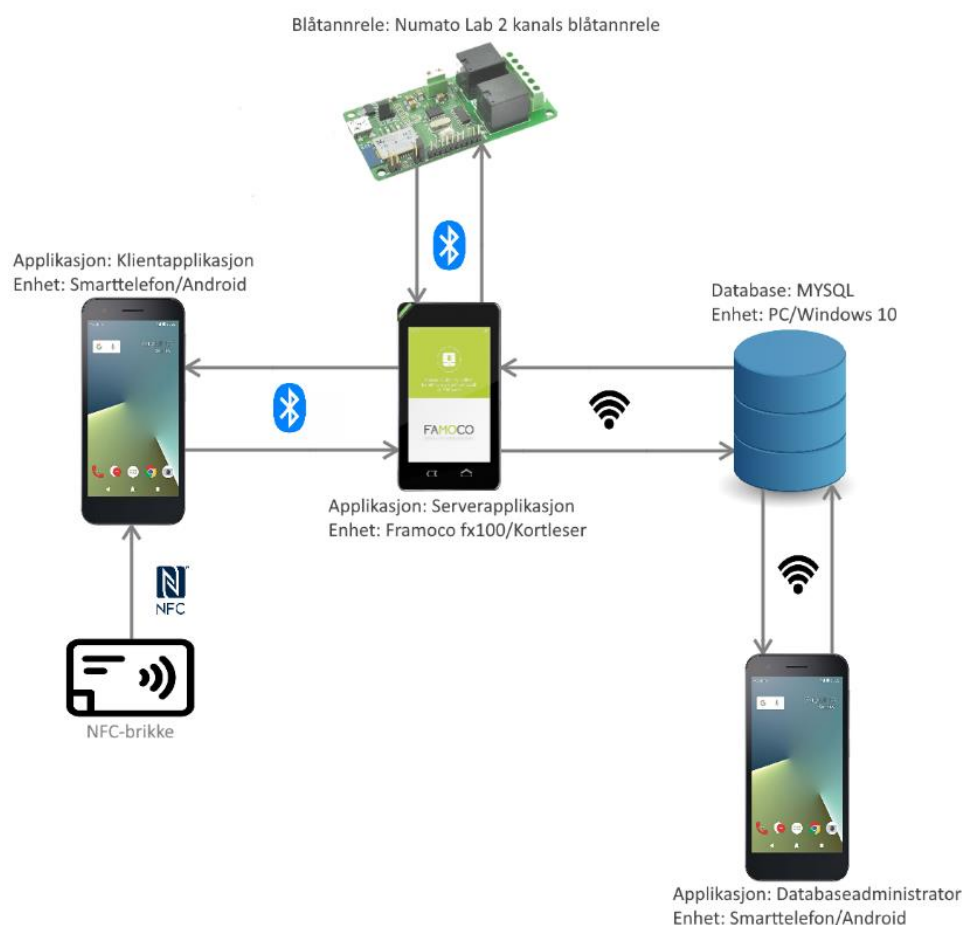 Blåtannrele: Numato Lab 2 kanals blåtannrele
Applikasjon: Klientapplikasjon
Enhet: Smarttelefon/Android
Database: MYSQL
Enhet: PC/Windows 10
FAMOCO
Applikasjon: Serverapplikasjon
Enhet: Framoco fx100/Kortleser
NFC
NFC-brikke
Applikasjon: Databaseadministrator
Enhet: Smarttelefon/Android